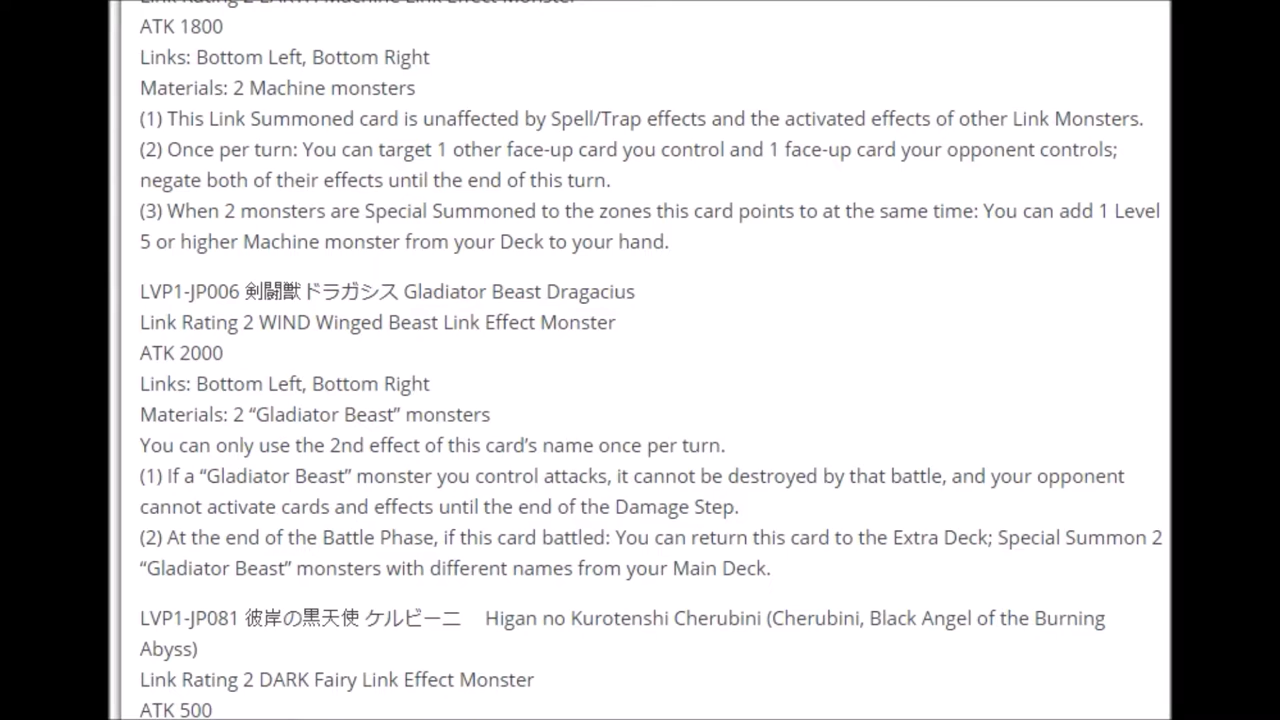 Link Rating 2 EARTH Machine Link Effect Monster
ATK 1800
Links: Bottom Left, Bottom Right
Materials: 2 Machine monsters
(1) This Link Summoned card is unaffected by Spell/Trap effects and the activated effects of other Link Monsters.
(2) Once per turn: You can target 1 other face-up card you control and 1 face-up card your opponent controls;
negate both of their effects until the end of this turn.
(3) When 2 monsters are Special Summoned to the zones this card points to at the same time: You can add 1 Level
5 or higher Machine monster from your Deck to your hand.
LVP1-JP006 剣闘獣ドラガシス Gladiator Beast Dragacius
Link Rating 2 WIND Winged Beast Link Effect Monster
ATK 2000
Links: Bottom Left, Bottom Right
Materials: 2 “Gladiator Beast” monsters
You can only use the 2nd effect of this card’s name once per turn.
(1) If a “Gladiator Beast” monster you control attacks, it cannot be destroyed by that battle, and your opponent
cannot activate cards and effects until the end of the Damage Step.
(2) At the end of the Battle Phase, if this card battled: You can return this card to the Extra Deck; Special Summon 2
“Gladiator Beast” monsters with different names from your Main Deck.
LVP1-JP081 彼岸の黒天使 ケルビーニ Higan no Kurotenshi Cherubini (Cherubini, Black Angel of the Burning
Abyss)
Link Rating 2 DARK Fairy Link Effect Monster
ATK 500